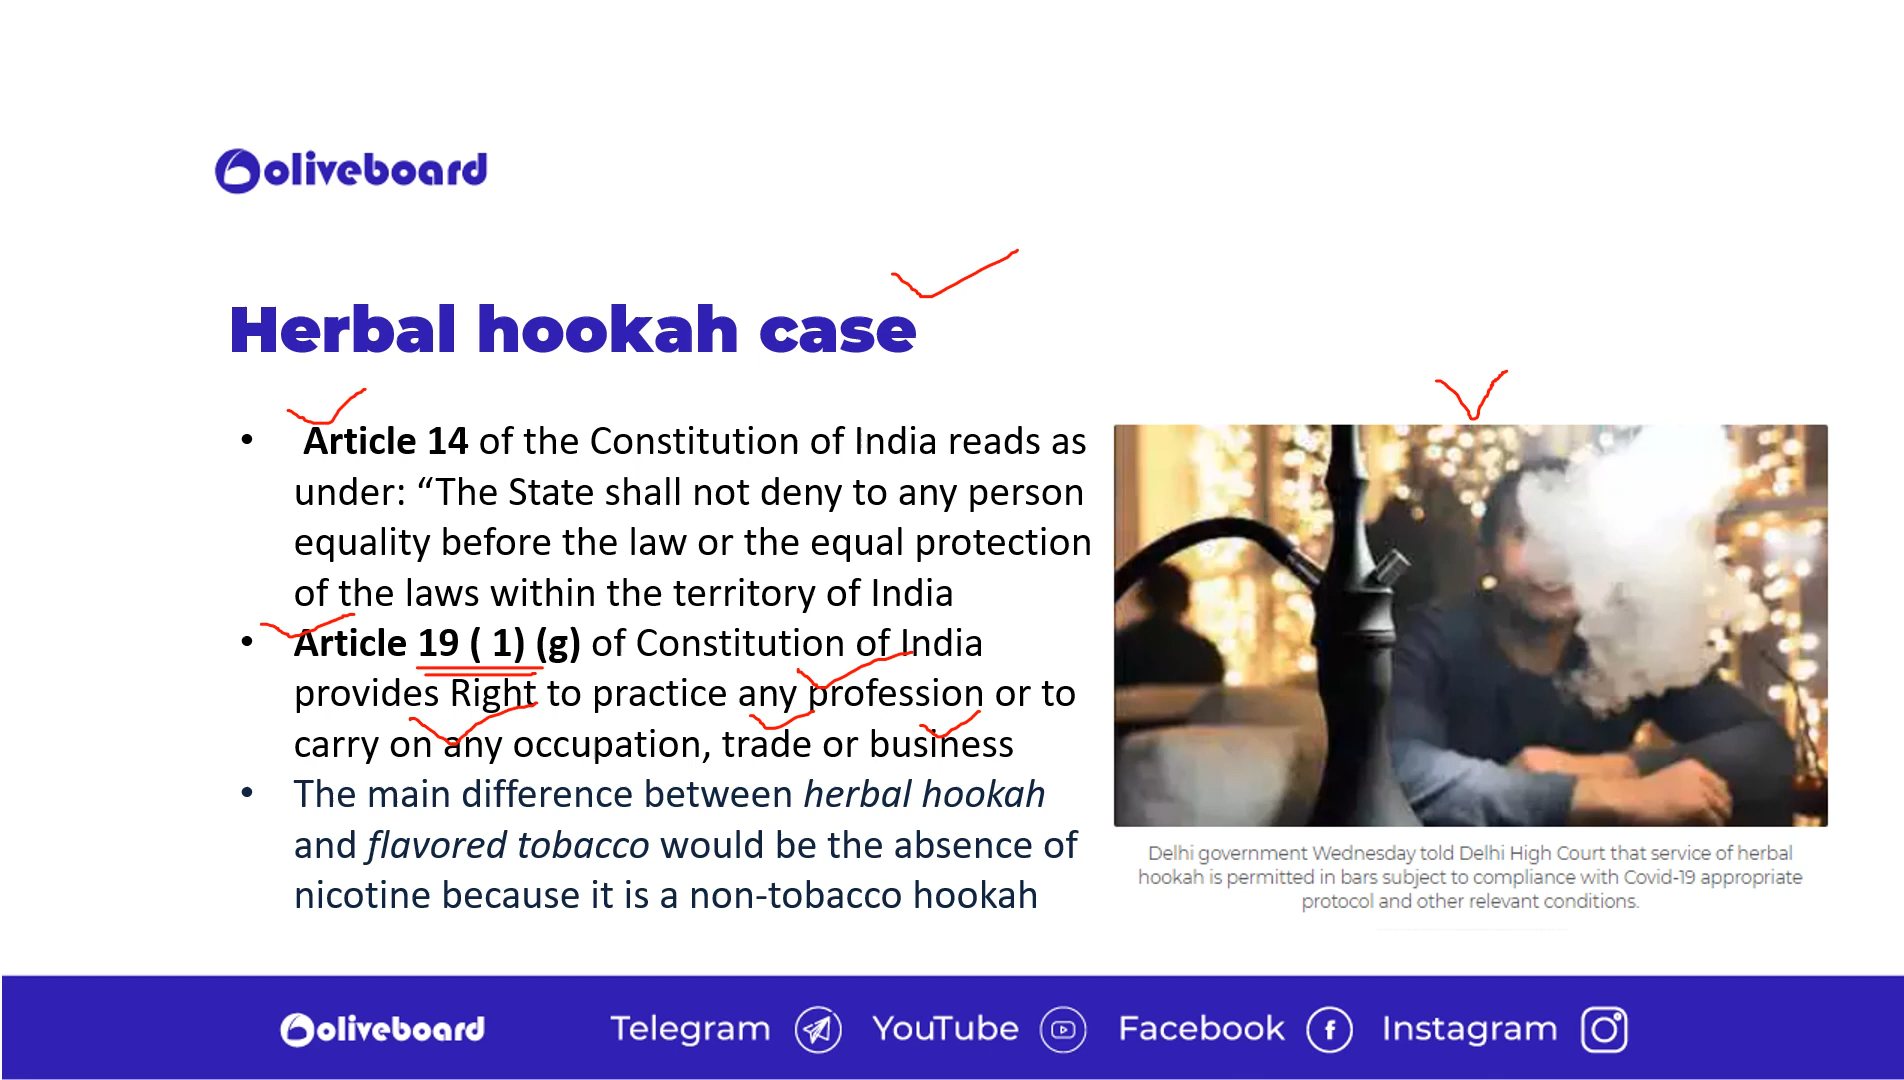 oliveboard
Herbal hookah case
• Article 14 of the Constitution of India reads as
under: “The State shall not deny to any person
equality before the law or the equal protection
of the laws within the territory of India
• Article 19 ( 1) (g) of Constitution of India
provides Right to practice any profession or to
carry on any occupation, trade or business
• The main difference between herbal hookah
and flavored tobacco would be the absence of
nicotine because it is a non-tobacco hookah
Delhi government Wednesday told Delhi High Court that service of herbal
hookah is permitted in bars subject to compliance with Covid-19 appropriate
protocol and other relevant conditions.
oliveboard Telegram YouTube Facebook Instagram